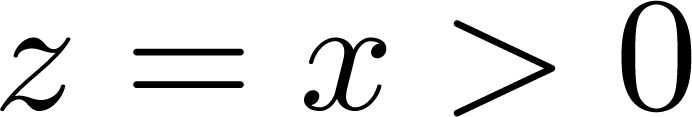 z = x > 0